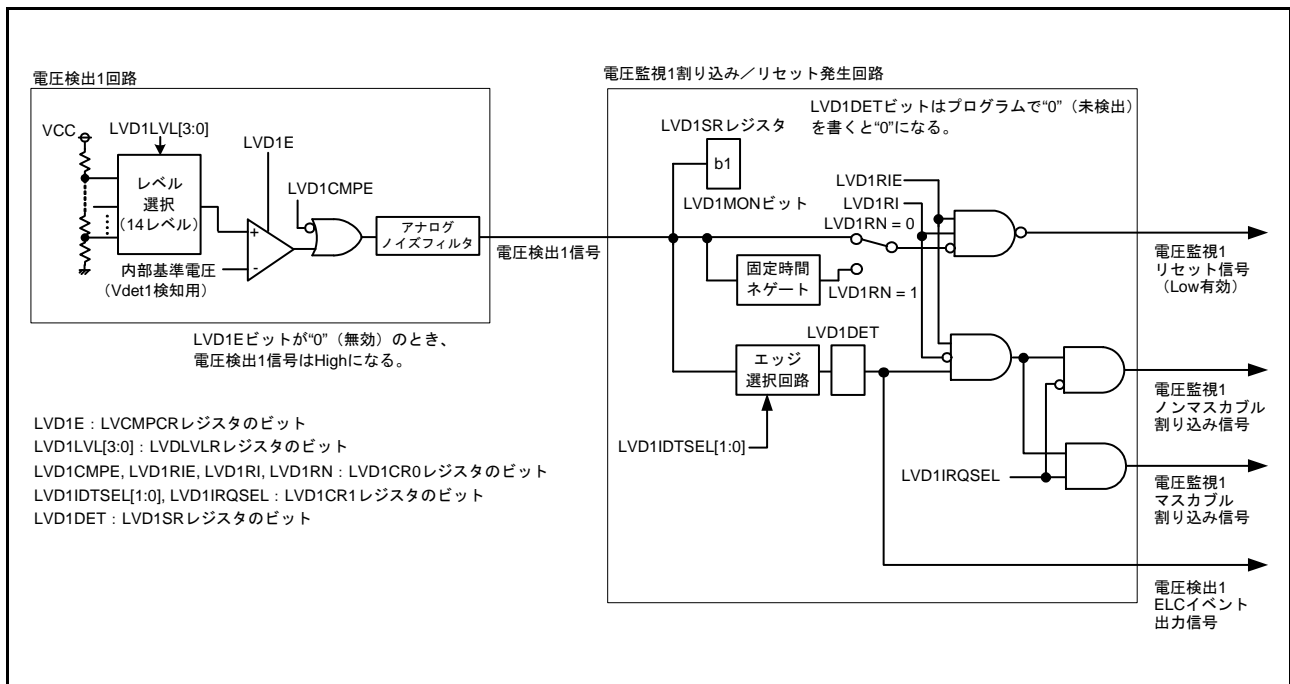 電圧検出1回路
VCC
LVD1LVL[3:0]
レベル
選択
(14レベル)
内部基準電圧
(Vdet1検知用)
+
-
LVD1E
LVD1CMPE
アナログ
ノイズフィルタ
電圧検出1信号
LVD1Eビットが“0”（無効）のとき、
電圧検出1信号はHighになる。
電圧監視1割り込み／リセット発生回路
LVD1DETビットはプログラムで“0”（未検出）
を書くと“0”になる。
LVD1SRレジスタ
b1
LVD1MONビット
LVD1RIE
LVD1RI
LVD1RN = 0
固定時間
ネゲート
LVD1RN = 1
エッジ
選択回路
LVD1DET
LVD1IDTSEL[1:0]
LVD1IRQSEL
電圧監視1
リセット信号
（Low有効）
電圧監視1
ノンマスカブル
割り込み信号
電圧監視1
マスカブル
割り込み信号
電圧検出1
ELCイベント
出力信号
LVD1E：LVCMPCRレジスタのビット
LVD1LVL[3:0]：LVDLVLRレジスタのビット
LVD1CMPE, LVD1RIE, LVD1RI, LVD1RN：LVD1CR0レジスタのビット
LVD1IDTSEL[1:0], LVD1IRQSEL：LVD1CR1レジスタのビット
LVD1DET：LVD1SRレジスタのビット